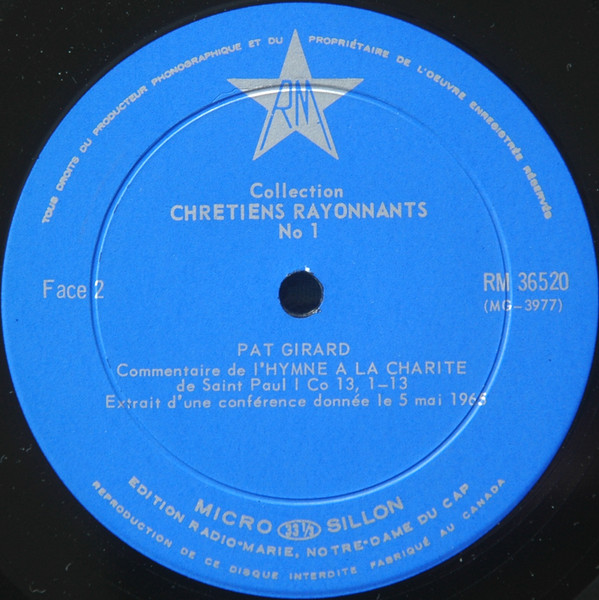 TOUS DROITS DU PRODUCTEUR PHONOGRAPHIQUE ET DU PROPRIÉTAIRE DE L'OEUVRE ENREGISTRÉE RÉSERVÉS
RM
Collection
CHRETIENS RAYONNANTS
No 1
Face 2
RM 36520
(MG-3977)
PAT GIRARD
Commentaire de l'HYMNE A LA CHARITE
de Saint Paul I Co 13, 1-13
Extrait d'une conférence donnée le 5 mai
MICRO 33⅓ SILLON
EDITION RADIO-MARIE, NOTRE-DAME DU CAP
REPRODUCTION DE CE DISQUE INTERDITE FABRIQUÉ AU CANADA